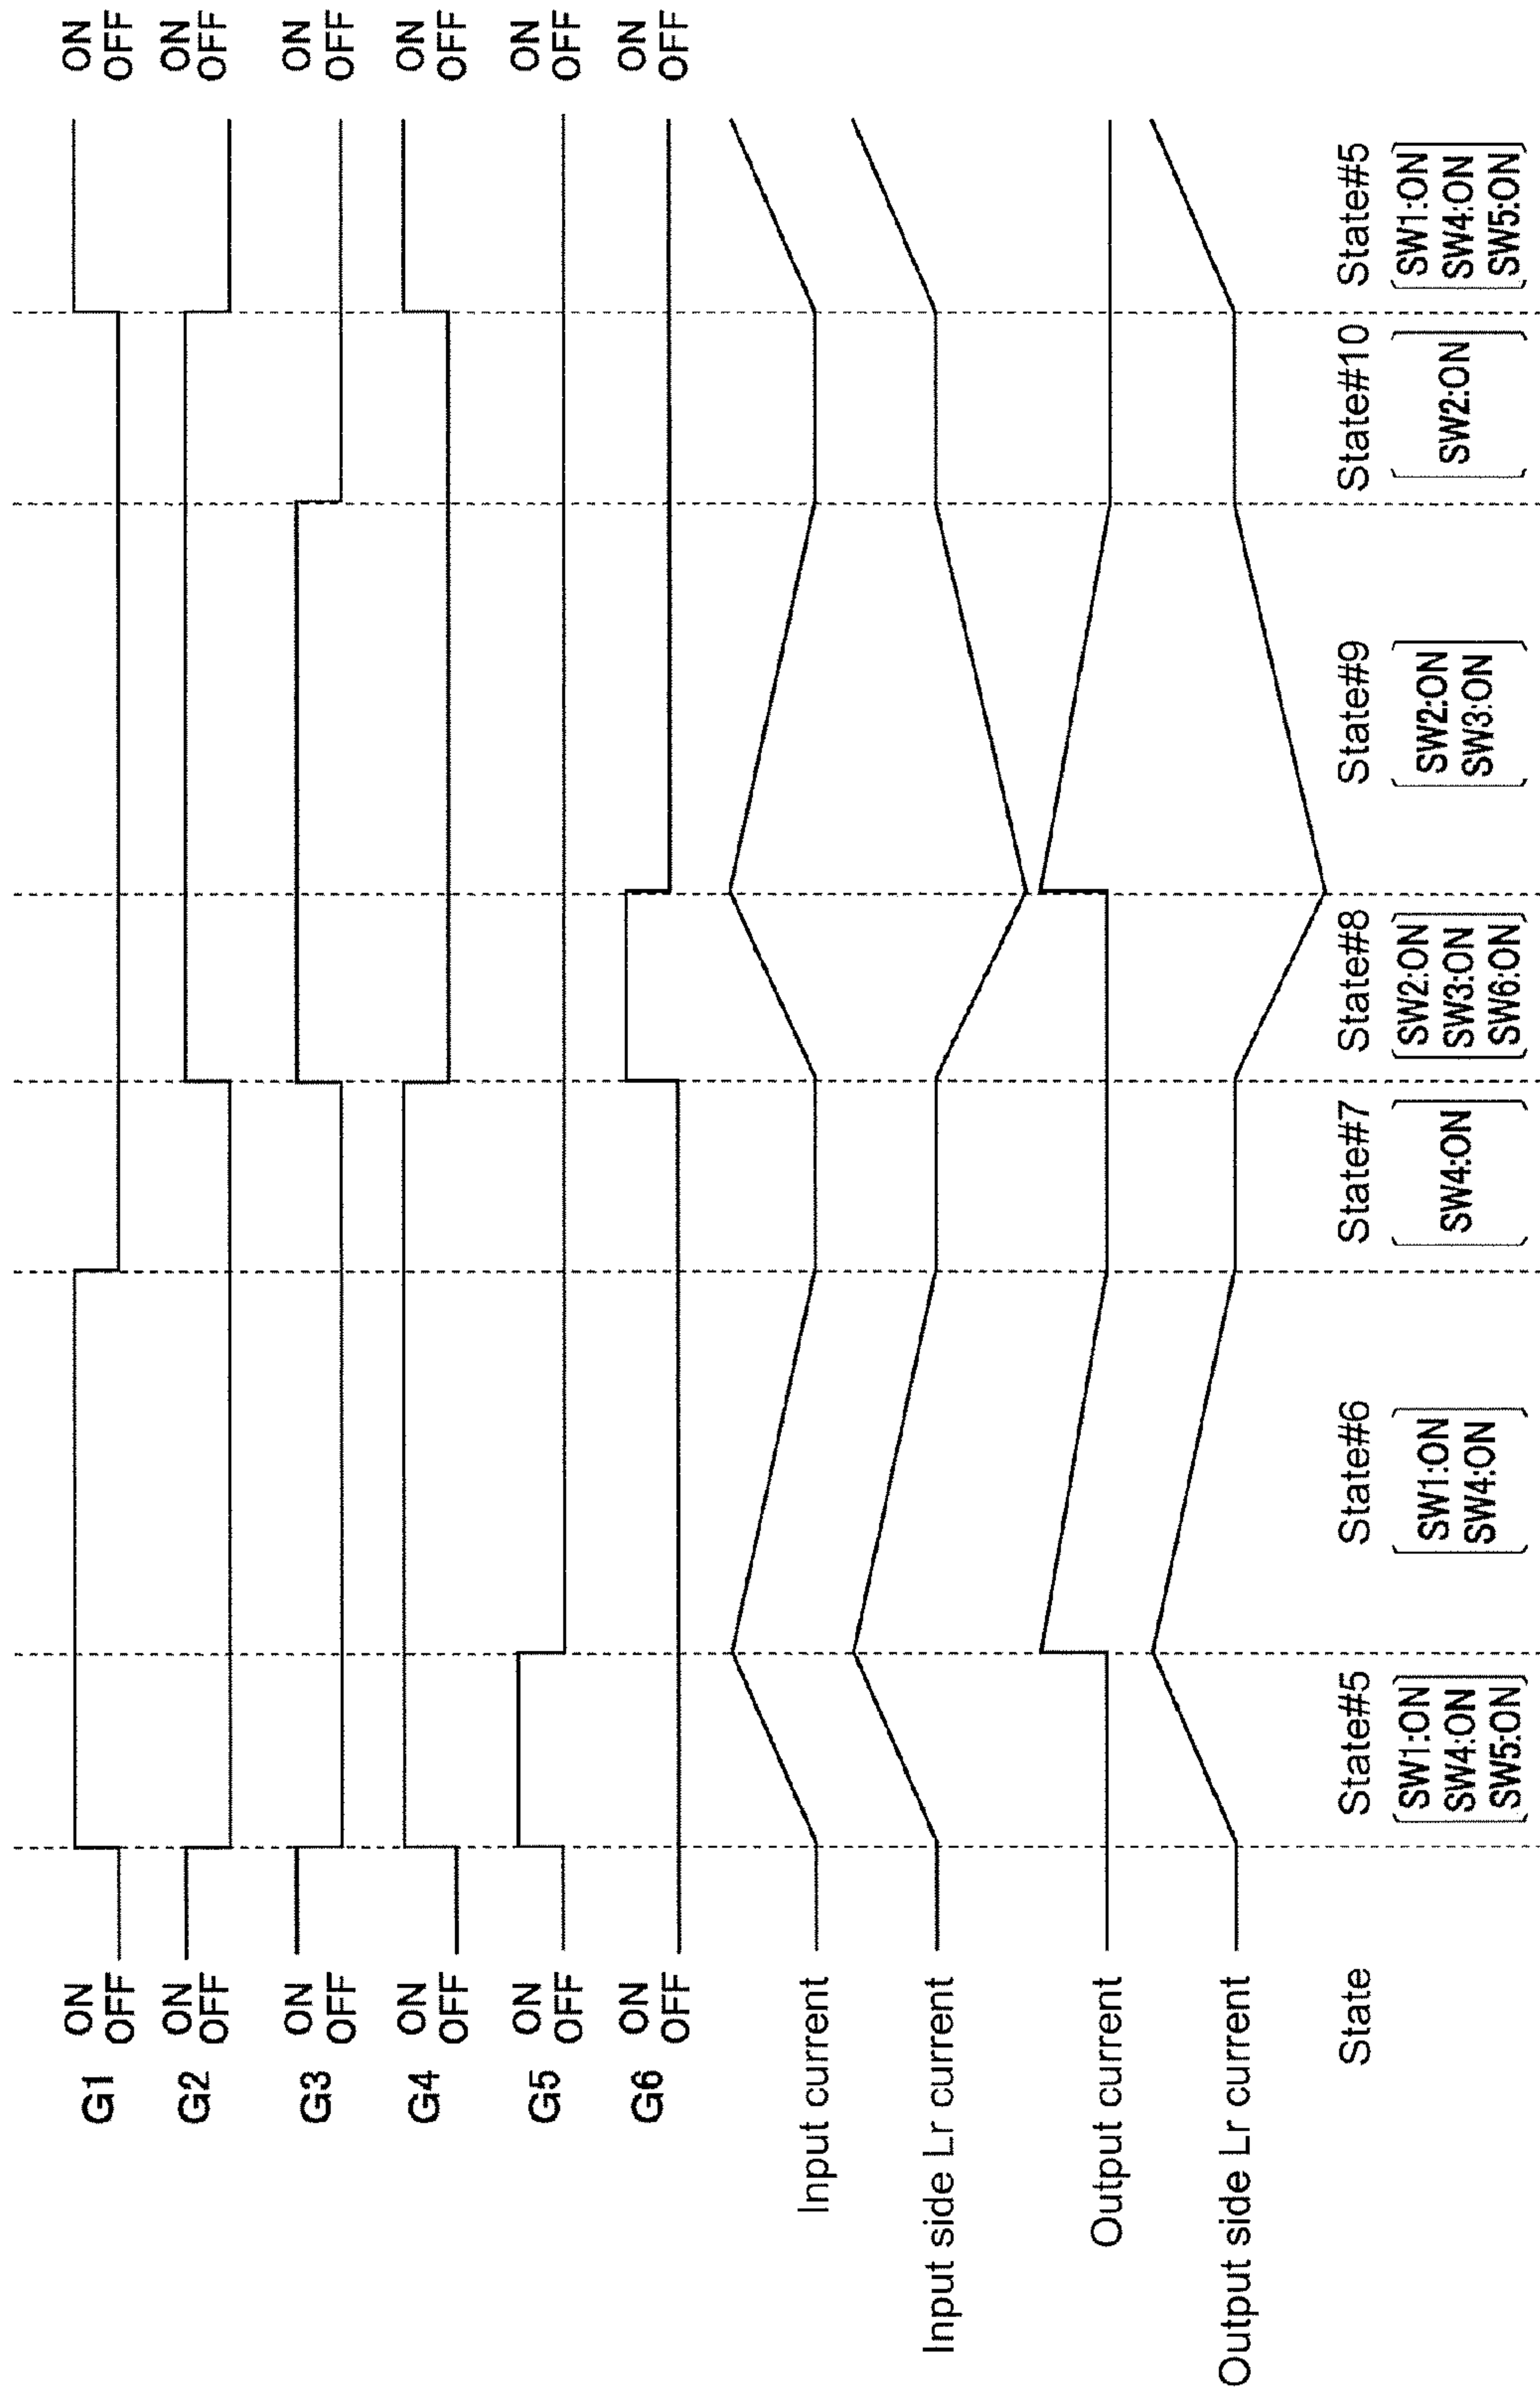 G1 ON OFF ON OFF
G2 ON OFF ON OFF
G3 ON OFF ON OFF
G4 ON OFF ON OFF
G5 ON OFF ON OFF
G6 ON OFF ON OFF
Input current
Input side Lr current
Output current
Output side Lr current
State State#5 State#6 State#7 State#8 State#9 State#10 State#5
SW1:ON SW1:ON SW4:ON SW2:ON SW2:ON SW2:ON SW1:ON
SW4:ON SW4:ON SW3:ON SW3:ON SW4:ON
SW5:ON SW6:ON SW5:ON